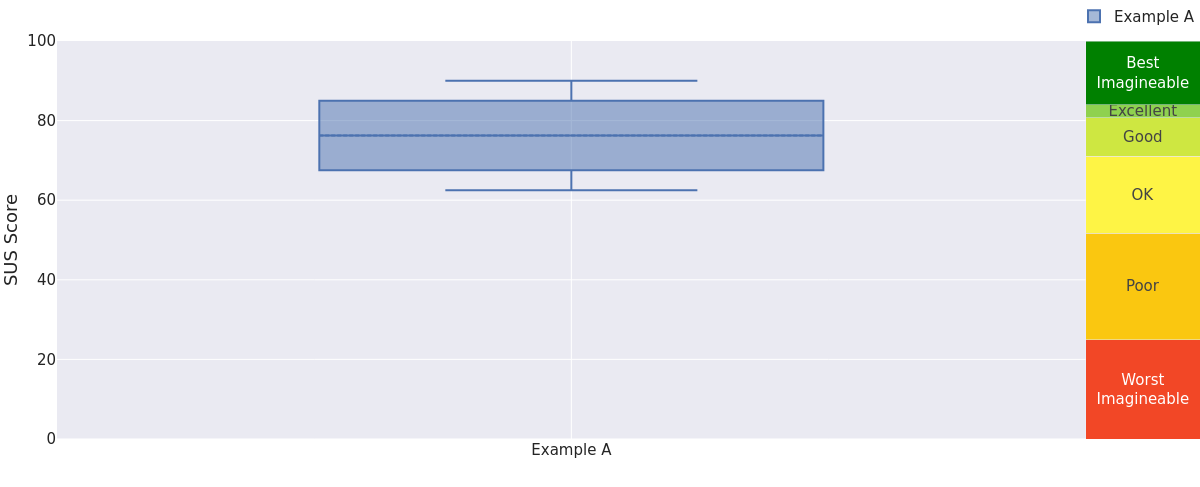 Example A
100
80
60
40
20
0
SUS Score
Example A
Best
Imagineable
Excellent
Good
OK
Poor
Worst
Imagineable